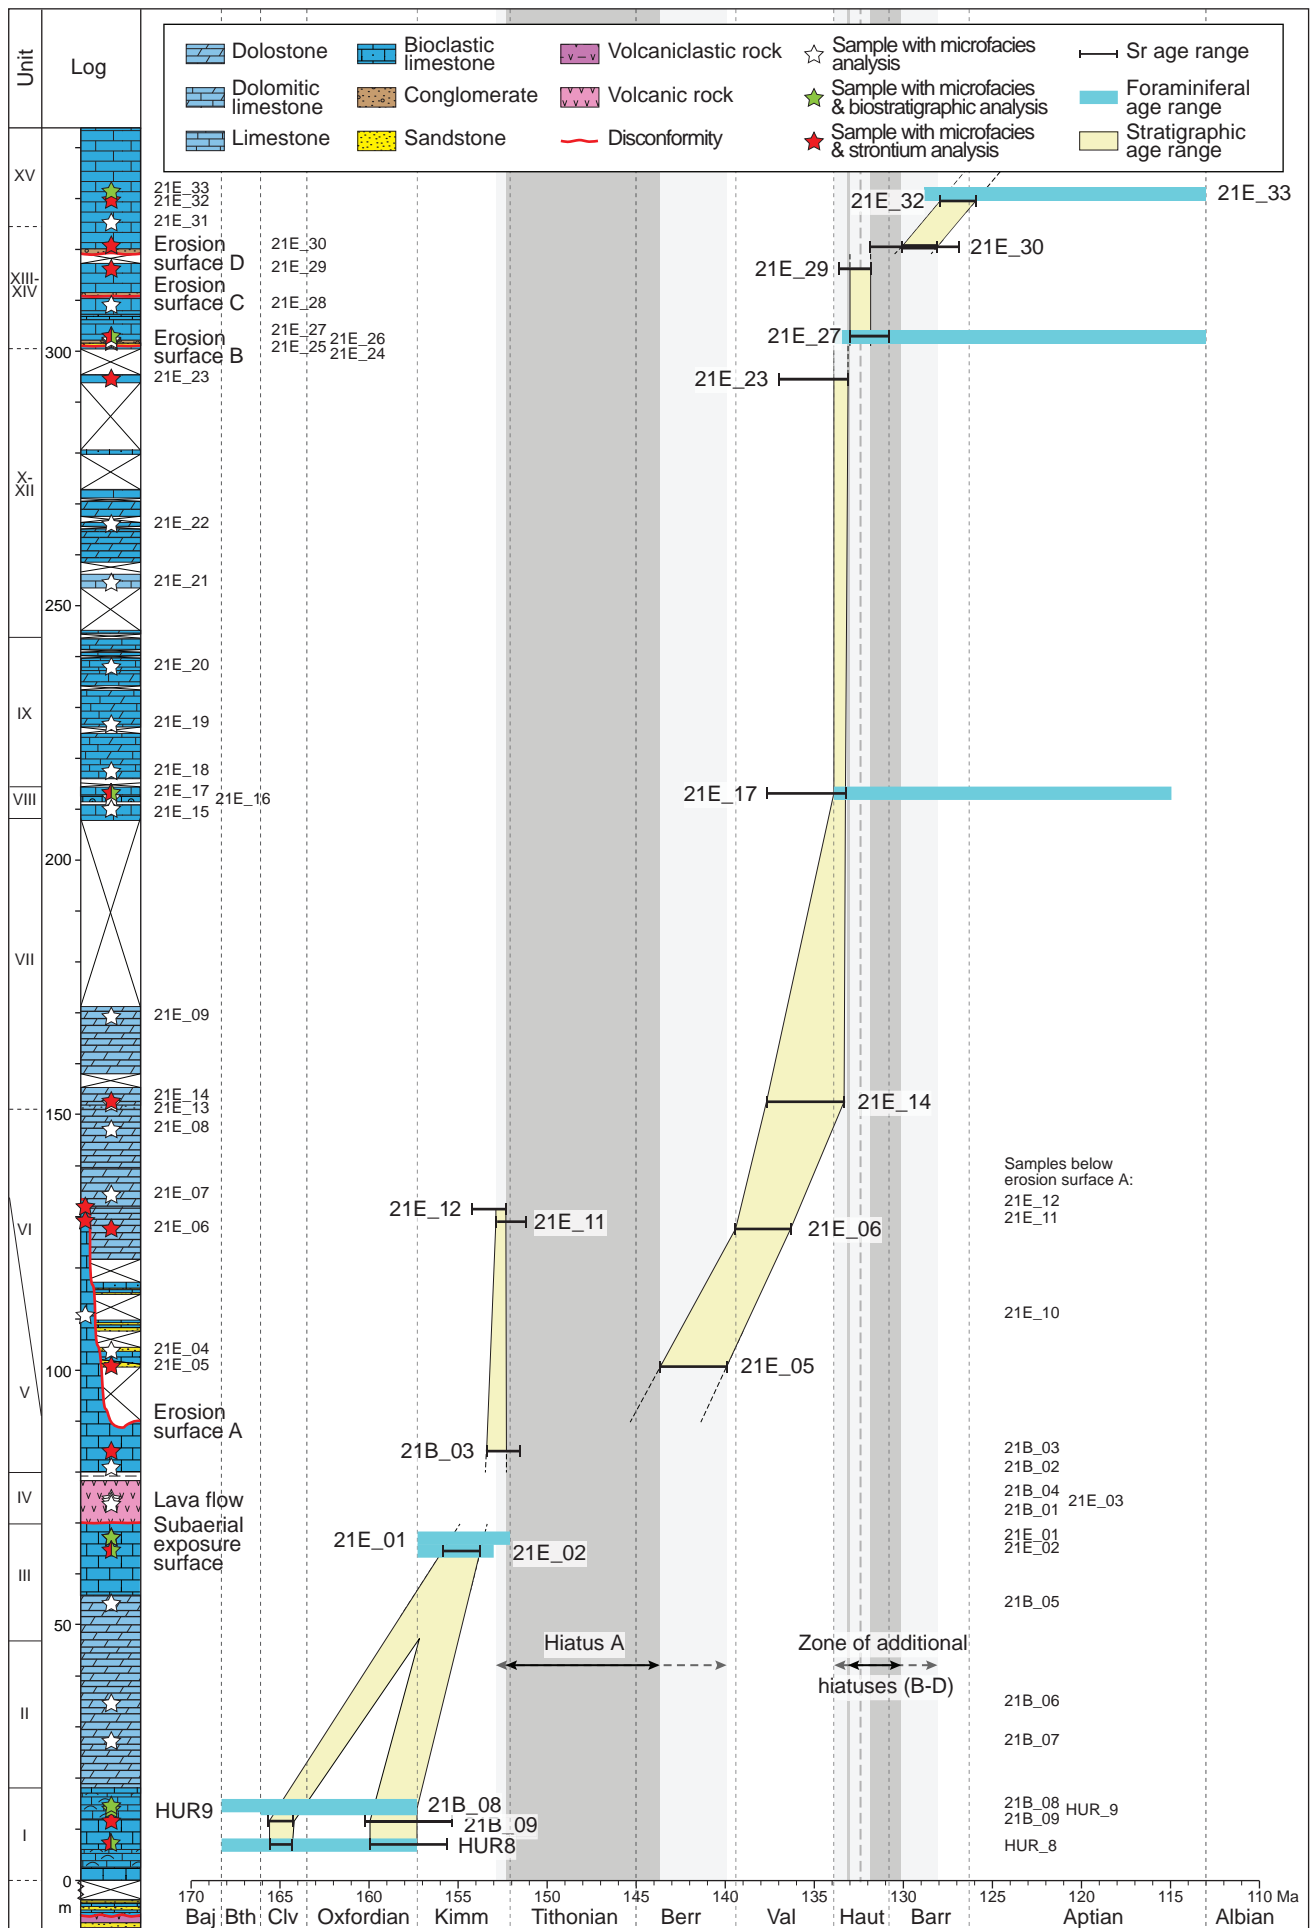 Unit
Log
Dolostone
Dolomitic
limestone
Limestone
Bioclastic
limestone
Conglomerate
Sandstone
Volcaniclastic rock
Volcanic rock
Disconformity
Sample with microfacies
analysis
Sample with microfacies
& biostratigraphic analysis
Sample with microfacies
& strontium analysis
Sr age range
Foraminiferal
age range
Stratigraphic
age range
XV
XIII-
XIV
X-
XII
IX
VIII
VII
VI
V
IV
III
II
I
300
250
200
150
100
50
0
m
21E_33
21E_32
21E_31
Erosion
surface D
21E_30
21E_29
Erosion
surface C
21E_28
Erosion
surface B
21E_27
21E_26
21E_25
21E_24
21E_23
21E_22
21E_21
21E_20
21E_19
21E_18
21E_17
21E_16
21E_15
21E_09
21E_14
21E_13
21E_08
21E_07
21E_06
21E_04
21E_05
Erosion
surface A
Lava flow
Subaerial
exposure
surface
21E_33
21E_32
21E_30
21E_29
21E_27
21E_23
21E_17
21E_14
21E_12
21E_11
21E_06
21E_05
21B_03
21E_01
21E_02
Hiatus A
Zone of additional
hiatuses (B-D)
HUR9
21B_08
21B_09
HUR8
Samples below
erosion surface A:
21E_12
21E_11
21E_10
21B_03
21B_02
21B_04
21E_03
21B_01
21E_01
21E_02
21B_05
21B_06
21B_07
21B_08
HUR_9
21B_09
HUR_8
170 165 160 155 150 145 140 135 130 125 120 115 110 Ma
Baj Bth Clv Oxfordian Kimm Tithonian Berr Val Haut Barr Aptian Albian